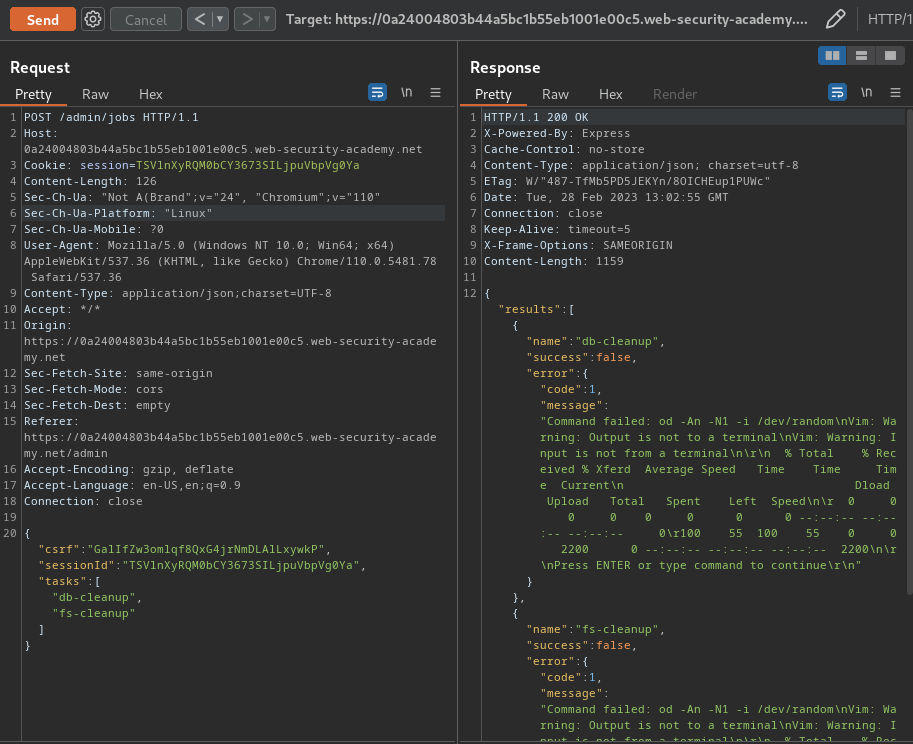 Send
Cancel
<
>
Target: https://0a24004803b44a5bc1b55eb1001e00c5.web-security-academy....
HTTP/1
Request
Pretty Raw Hex
\n
1 POST /admin/jobs HTTP/1.1
2 Host:
0a24004803b44a5bc1b55eb1001e00c5.web-security-academy.net
3 Cookie: session=TSVlnXyRQM0bCY3673SILjpuVbpVg0Ya
4 Content-Length: 126
5 Sec-Ch-Ua: "Not A(Brand";v="24", "Chromium";v="110"
6 Sec-Ch-Ua-Platform: "Linux"
7 Sec-Ch-Ua-Mobile: ?0
8 User-Agent: Mozilla/5.0 (Windows NT 10.0; Win64; x64)
AppleWebKit/537.36 (KHTML, like Gecko) Chrome/110.0.5481.78
Safari/537.36
9 Content-Type: application/json;charset=UTF-8
10 Accept: */*
11 Origin:
https://0a24004803b44a5bc1b55eb1001e00c5.web-security-acade
my.net
12 Sec-Fetch-Site: same-origin
13 Sec-Fetch-Mode: cors
14 Sec-Fetch-Dest: empty
15 Referer:
https://0a24004803b44a5bc1b55eb1001e00c5.web-security-acade
my.net/admin
16 Accept-Encoding: gzip, deflate
17 Accept-Language: en-US,en;q=0.9
18 Connection: close
19
20 {
"csrf":"GalIfZw3omlqf8QxG4jrNmDLAlLxywkP",
"sessionId":"TSVlnXyRQM0bCY3673SILjpuVbpVg0Ya",
"tasks":[
"db-cleanup",
"fs-cleanup"
]
}
Response
Pretty Raw Hex Render
\n
1 HTTP/1.1 200 OK
2 X-Powered-By: Express
3 Cache-Control: no-store
4 Content-Type: application/json; charset=utf-8
5 ETag: W/"487-TfMb5PD5JEKYn/8OICHEup1PUWc"
6 Date: Tue, 28 Feb 2023 13:02:55 GMT
7 Connection: close
8 Keep-Alive: timeout=5
9 X-Frame-Options: SAMEORIGIN
10 Content-Length: 1159
11
12 {
"results":[
{
"name":"db-cleanup",
"success":false,
"error":{
"code":1,
"message":
"Command failed: od -An -N1 -i /dev/random\nVim: Wa
rning: Output is not to a terminal\nVim: Warning: I
nput is not from a terminal\n\r\n  % Total    % Rec
eived % Xferd  Average Speed   Time    Time     Tim
e  Current\n                                 Dload
Upload   Total   Spent    Left  Speed\n\r  0     0
0     0    0     0      0      0 --:--:-- --:--
:-- --:--:--     0\r100    55  100    55    0     0
2200      0 --:--:-- --:--:-- --:--:--  2200\n\r
\nPress ENTER or type command to continue\r\n"
}
},
{
"name":"fs-cleanup",
"success":false,
"error":{
"code":1,
"message":
"Command failed: od -An -N1 -i /dev/random\nVim: Wa
rning: Output is not to a terminal\nVim: Warning: I
nput is not from a terminal\n\r\n  % Total    % Rec